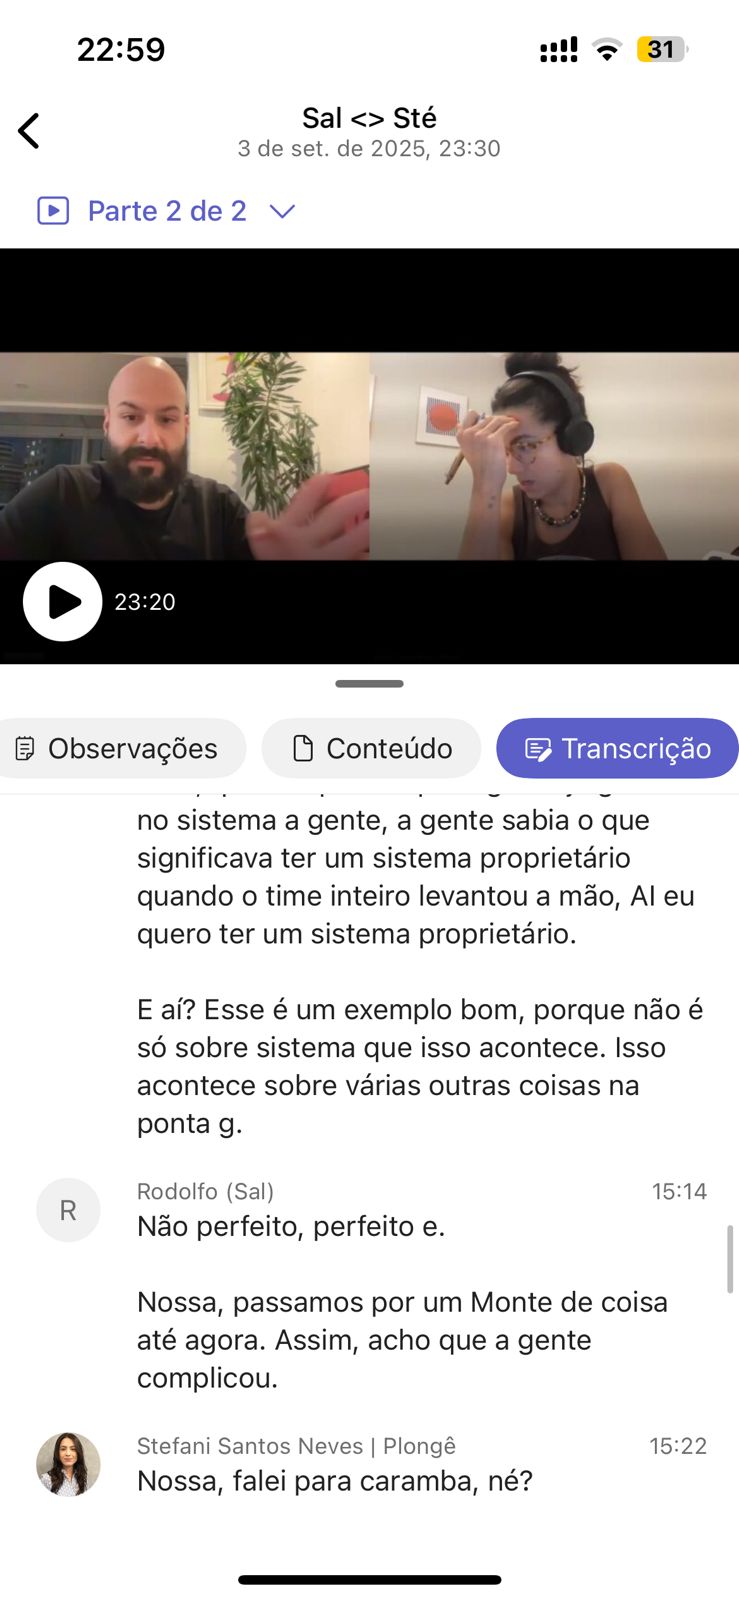 22:59
31
Sal <> Sté
3 de set. de 2025, 23:30
Parte 2 de 2
23:20
Observações
Conteúdo
Transcrição
no sistema a gente, a gente sabia o que
significava ter um sistema proprietário
quando o time inteiro levantou a mão, AI eu
quero ter um sistema proprietário.
E aí? Esse é um exemplo bom, porque não é
só sobre sistema que isso acontece. Isso
acontece sobre várias outras coisas na
ponta g.
R
Rodolfo (Sal)
15:14
Não perfeito, perfeito e.
Nossa, passamos por um Monte de coisa
até agora. Assim, acho que a gente
complicou.
Stefani Santos Neves | Plongê
15:22
Nossa, falei para caramba, né?